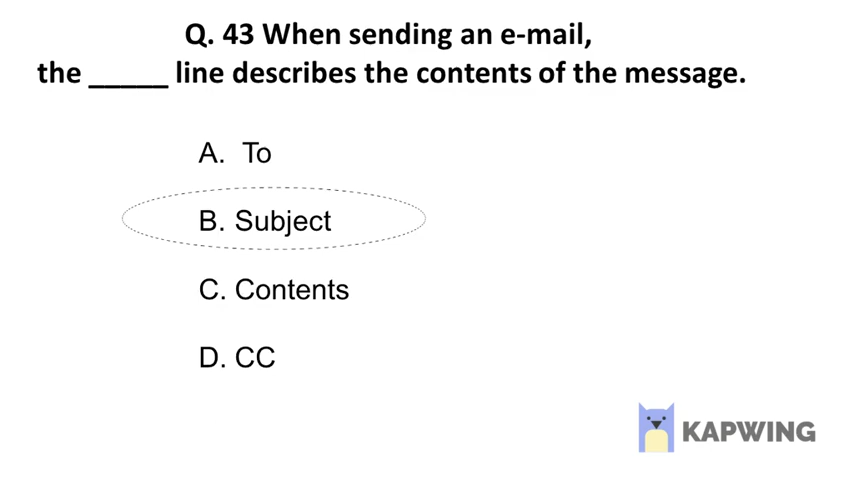 Q. 43 When sending an e-mail,
the _____ line describes the contents of the message.
A. To
B. Subject
C. Contents
D. CC
KAPWING